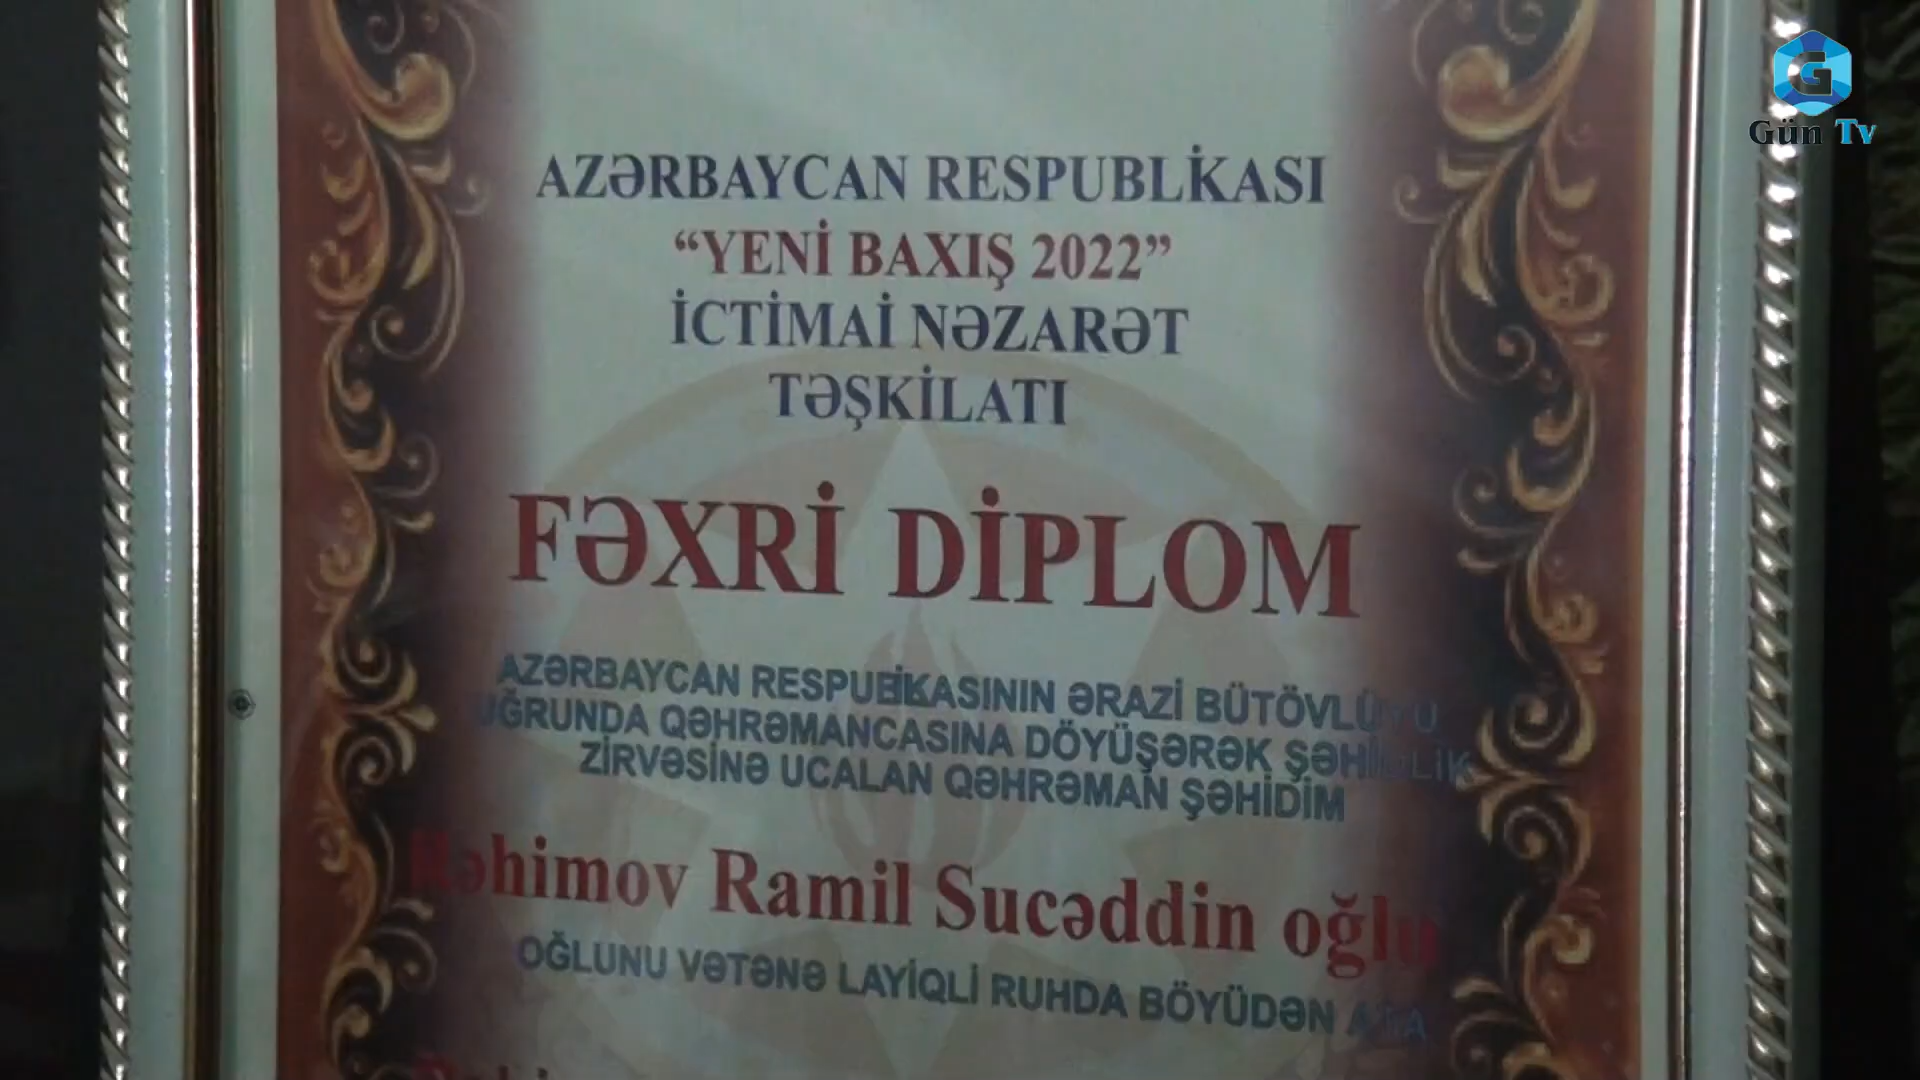 Gün Tv
AZƏRBAYCAN RESPUBLİKASI
“YENİ BAXIŞ 2022”
İCTİMAİ NƏZARƏT
TƏŞKİLATI
FƏXRİ DİPLOM
AZƏRBAYCAN RESPUBİKASININ ƏRAZİ BÜTÖVLÜYÜ
UĞRUNDA QƏHRƏMANCASINA DÖYÜŞƏRƏK ŞƏHİDLİK
ZİRVƏSİNƏ UCALAN QƏHRƏMAN ŞƏHİDİM
Rəhimov Ramil Sucəddin oğlu
OĞLUNU VƏTƏNƏ LAYİQLİ RUHDA BÖYÜDƏN ATA